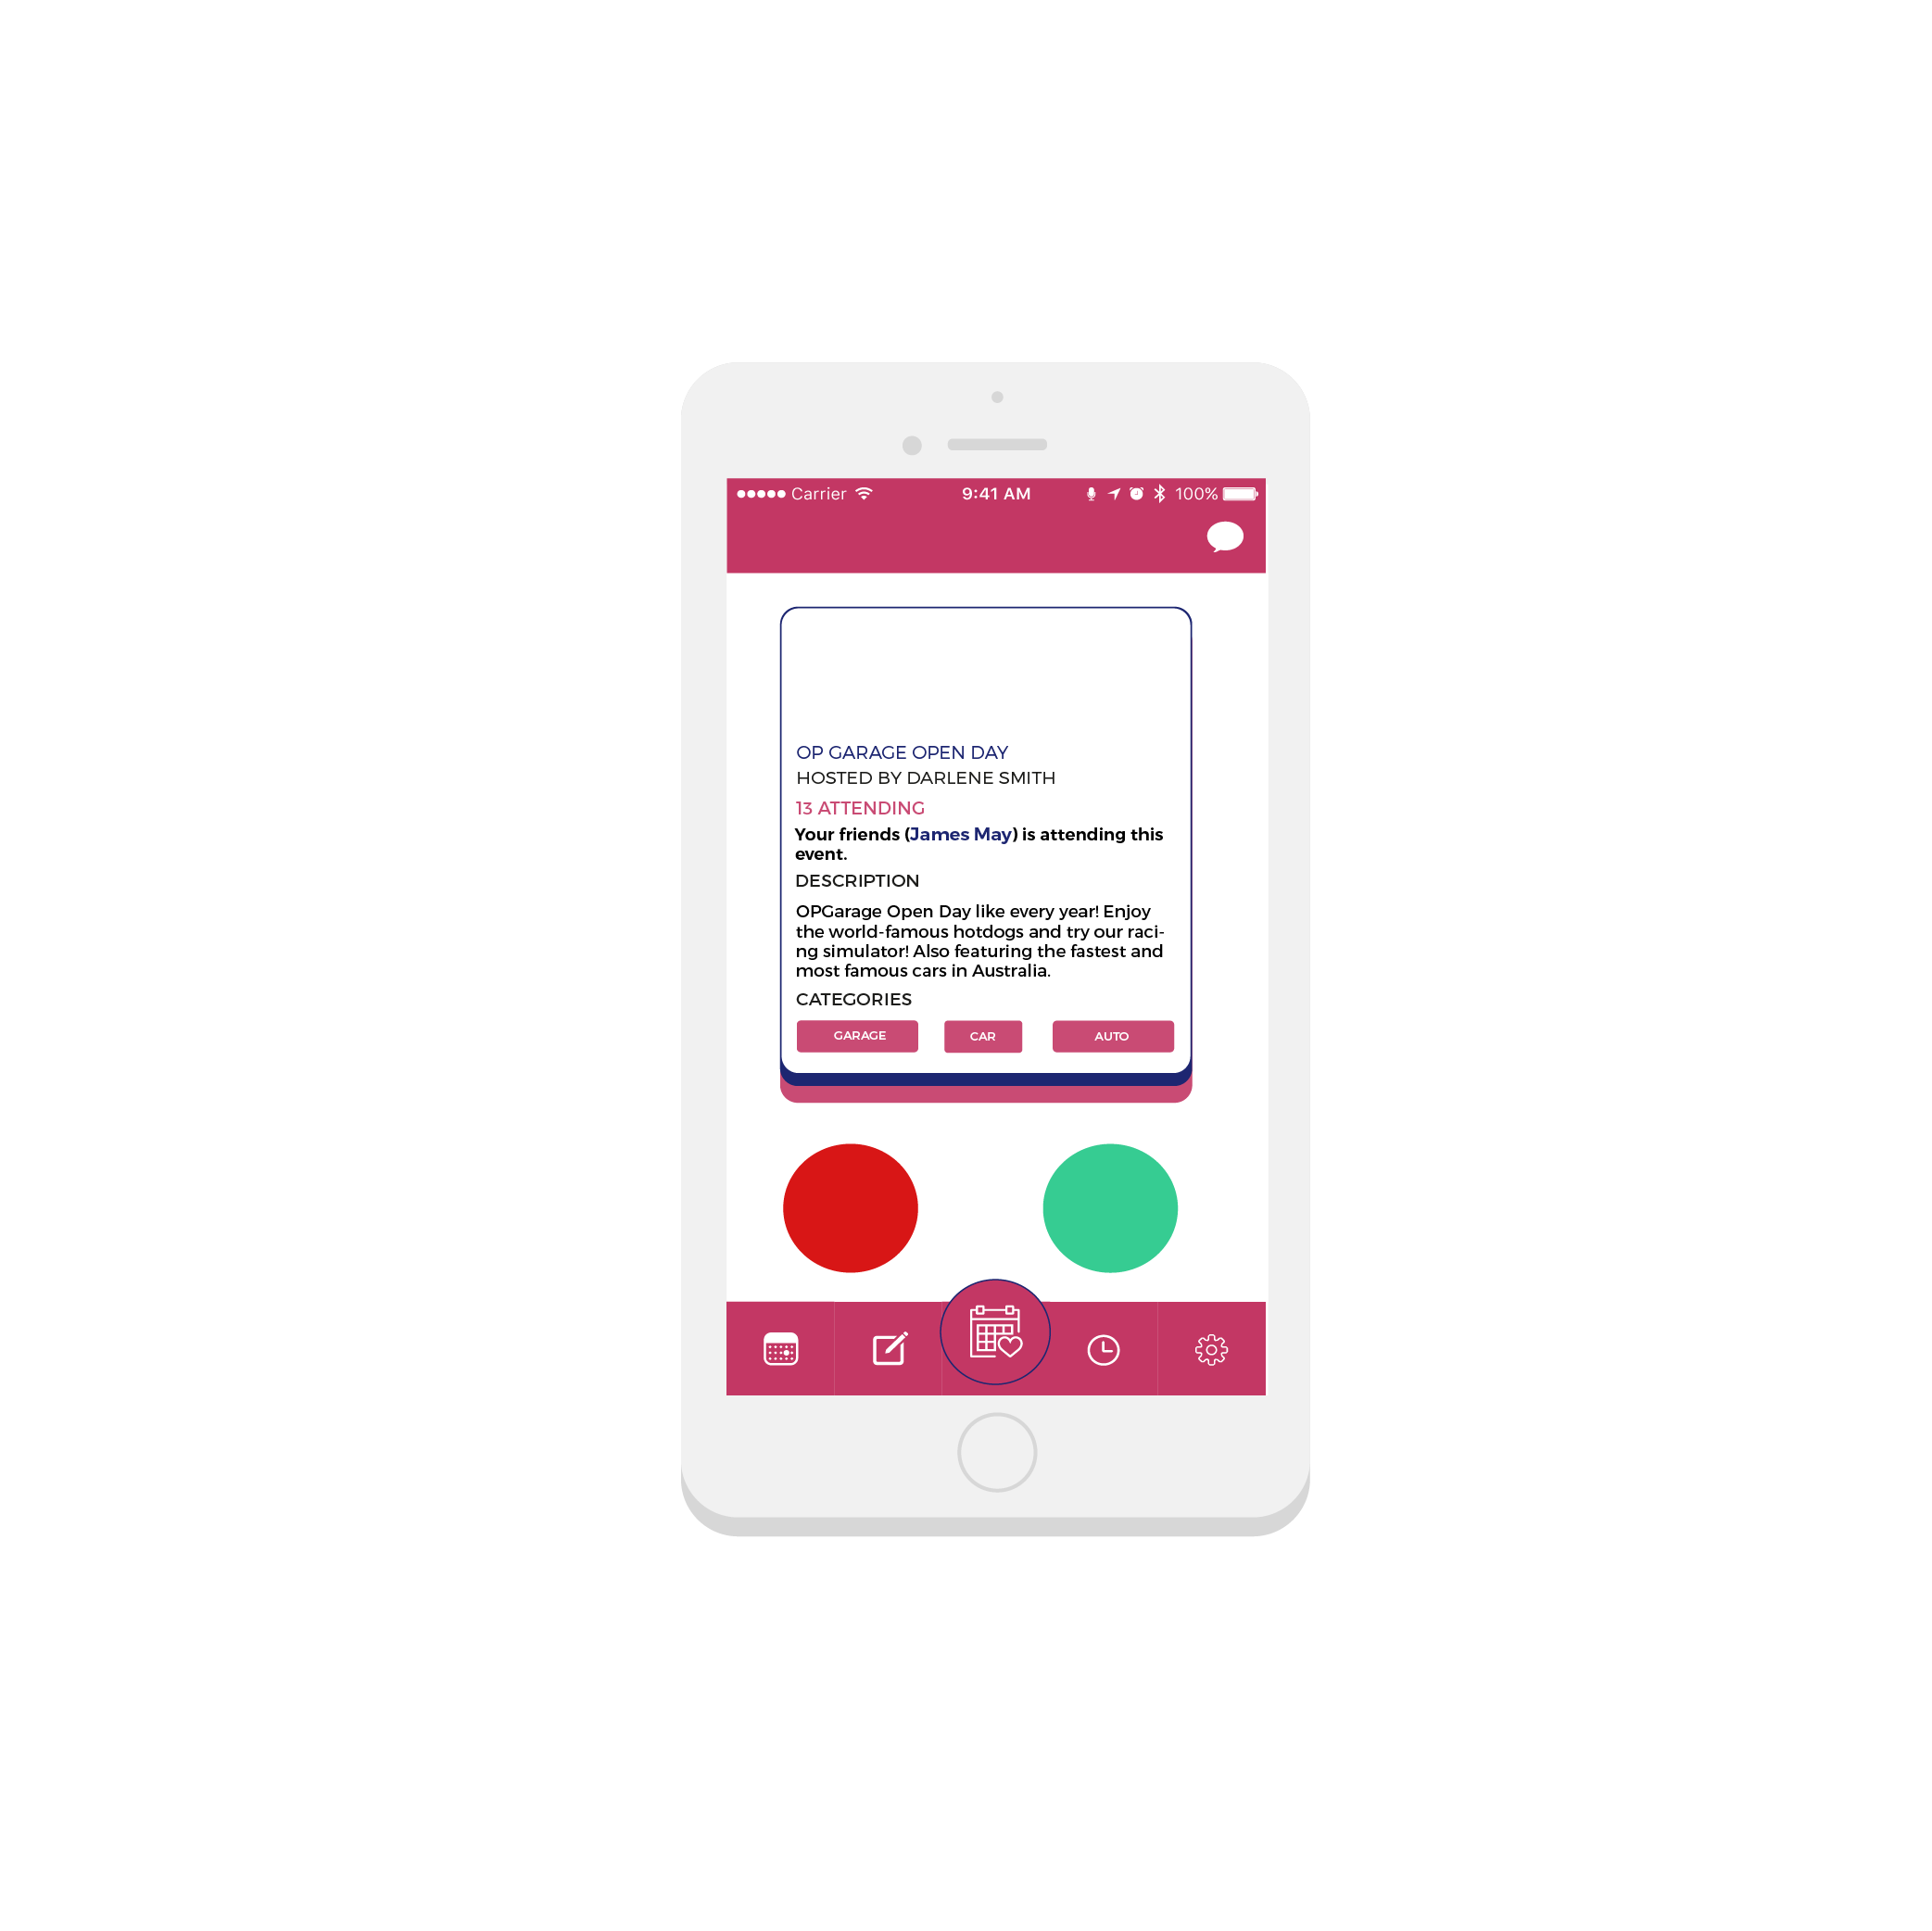 Carrier 9:41 AM 100%
OP GARAGE OPEN DAY
HOSTED BY DARLENE SMITH
13 ATTENDING
Your friends (James May) is attending this
event.
DESCRIPTION
OPGarage Open Day like every year! Enjoy
the world-famous hotdogs and try our raci-
ng simulator! Also featuring the fastest and
most famous cars in Australia.
CATEGORIES
GARAGE CAR AUTO